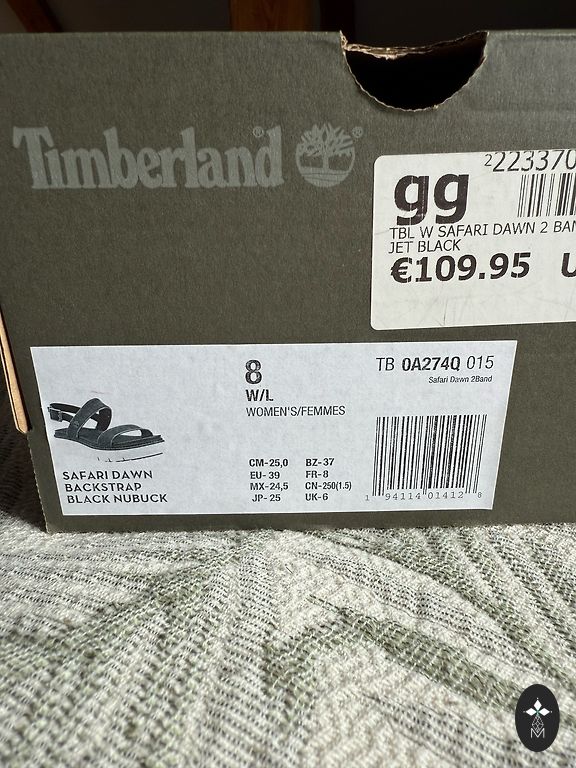 Timberland®
®
2223370
gg
TBL W SAFARI DAWN 2 BAN
JET BLACK
€109.95 U
8
W/L
WOMEN'S/FEMMES
TB 0A274Q 015
Safari Dawn 2Band
SAFARI DAWN
BACKSTRAP
BLACK NUBUCK
CM-25,0 BZ-37
EU-39 FR-8
MX-24,5 CN-250(1.5)
JP-25 UK-6
1 94114 01412 8
M